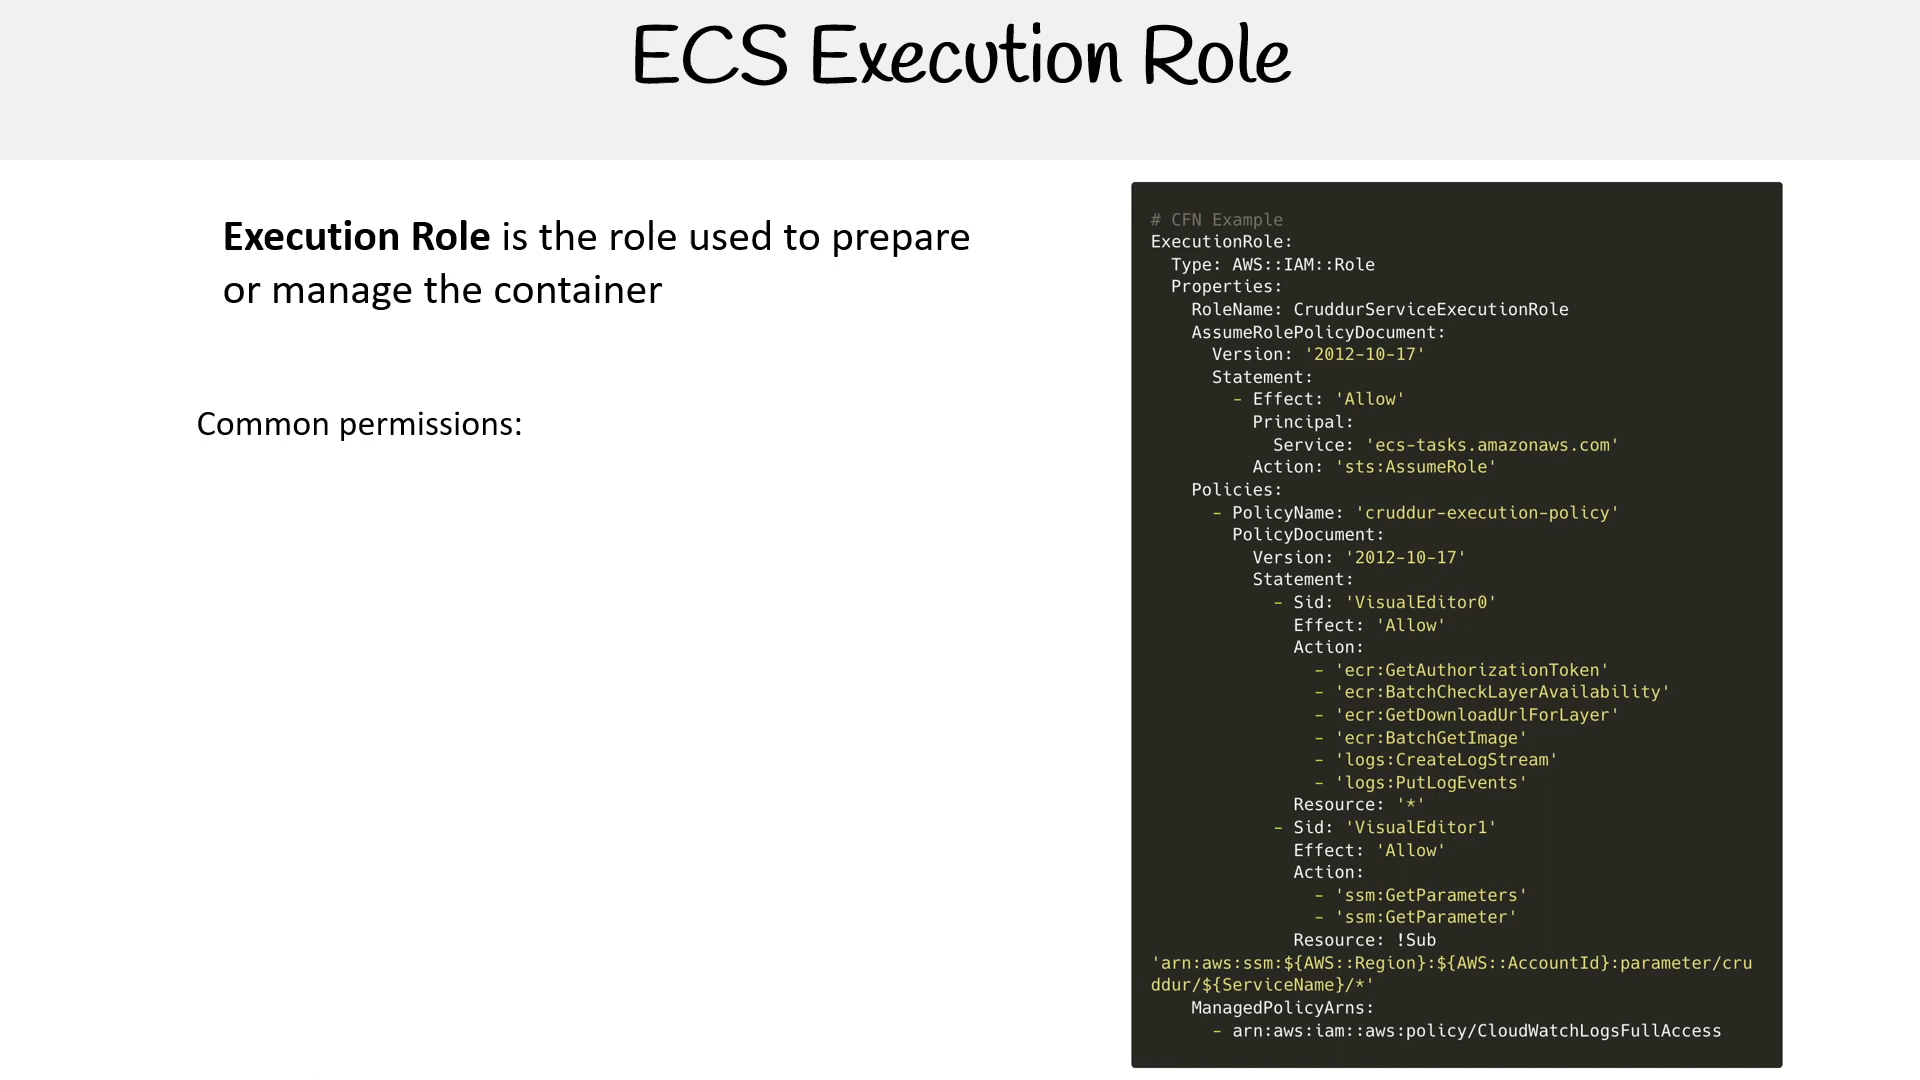 ECS Execution Role
Execution Role is the role used to prepare
or manage the container
Common permissions:
# CFN Example
ExecutionRole:
  Type: AWS::IAM::Role
  Properties:
    RoleName: CruddurServiceExecutionRole
    AssumeRolePolicyDocument:
      Version: '2012-10-17'
      Statement:
        - Effect: 'Allow'
          Principal:
            Service: 'ecs-tasks.amazonaws.com'
          Action: 'sts:AssumeRole'
    Policies:
      - PolicyName: 'cruddur-execution-policy'
        PolicyDocument:
          Version: '2012-10-17'
          Statement:
            - Sid: 'VisualEditor0'
              Effect: 'Allow'
              Action:
                - 'ecr:GetAuthorizationToken'
                - 'ecr:BatchCheckLayerAvailability'
                - 'ecr:GetDownloadUrlForLayer'
                - 'ecr:BatchGetImage'
                - 'logs:CreateLogStream'
                - 'logs:PutLogEvents'
              Resource: '*'
            - Sid: 'VisualEditor1'
              Effect: 'Allow'
              Action:
                - 'ssm:GetParameters'
                - 'ssm:GetParameter'
              Resource: !Sub
'arn:aws:ssm:${AWS::Region}:${AWS::AccountId}:parameter/cru
ddur/${ServiceName}/*'
    ManagedPolicyArns:
      - arn:aws:iam::aws:policy/CloudWatchLogsFullAccess